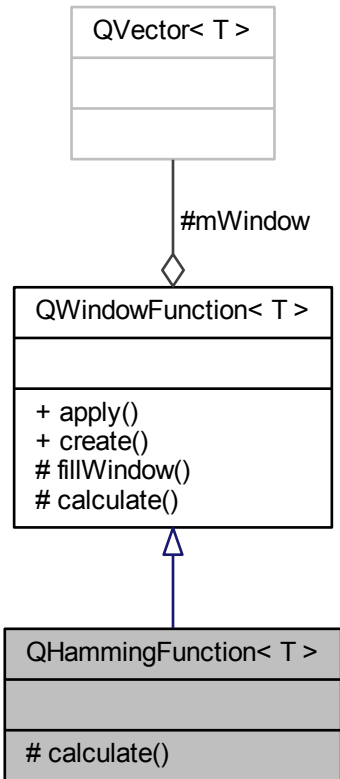 QVector< T >
#mWindow
QWindowFunction< T >
+ apply()
+ create()
# fillWindow()
# calculate()
QHammingFunction< T >
# calculate()